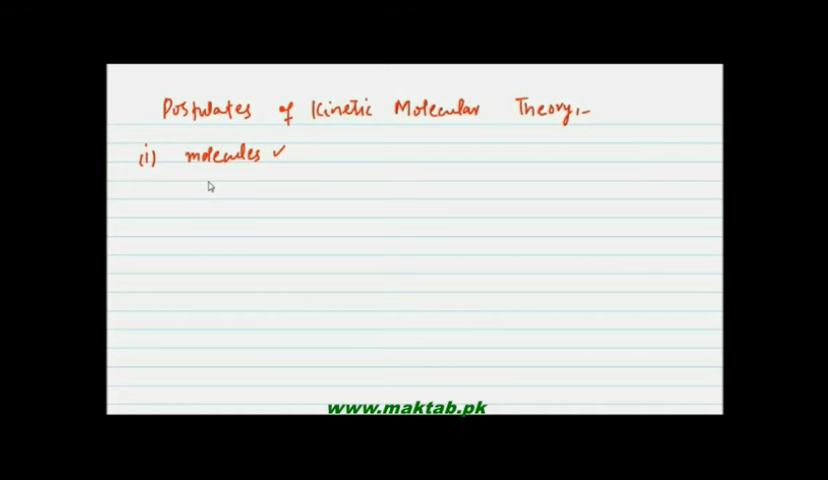 Postulates of Kinetic Molecular Theory,-
(i) molecules ✓
www.maktab.pk